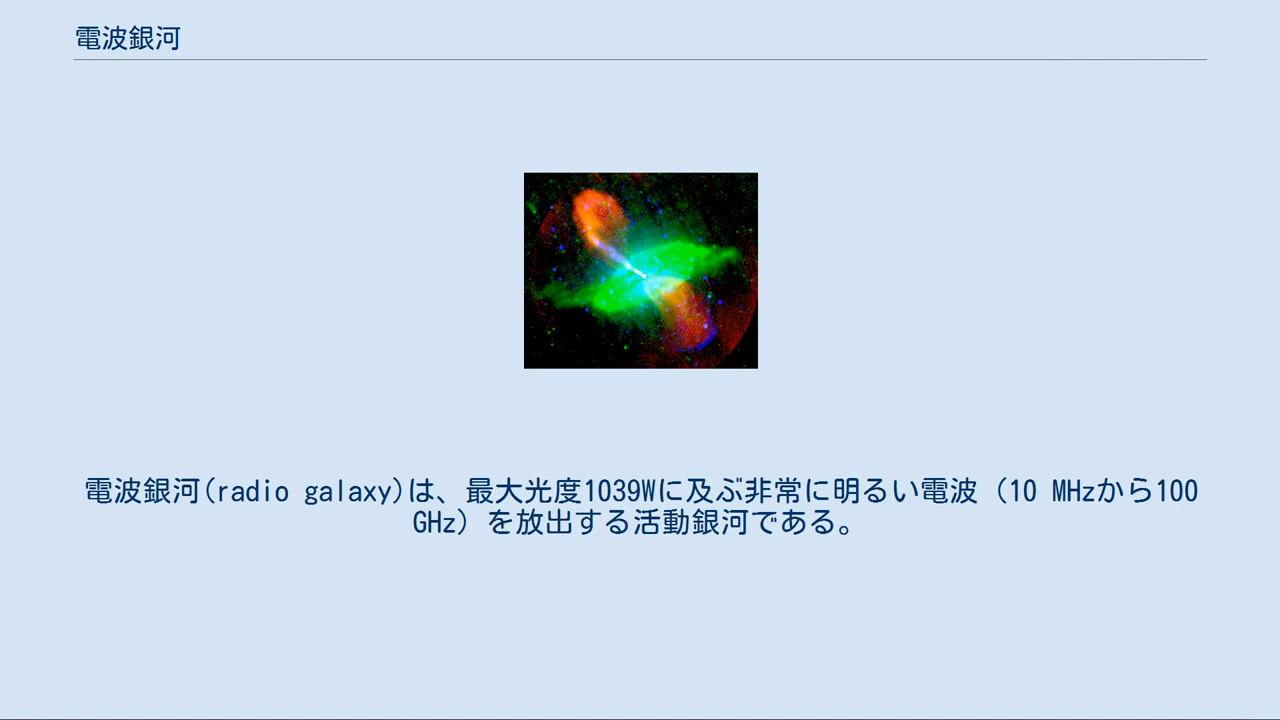 電波銀河
電波銀河(radio galaxy)は、最大光度1039Wに及ぶ非常に明るい電波（10 MHzから100
GHz）を放出する活動銀河である。